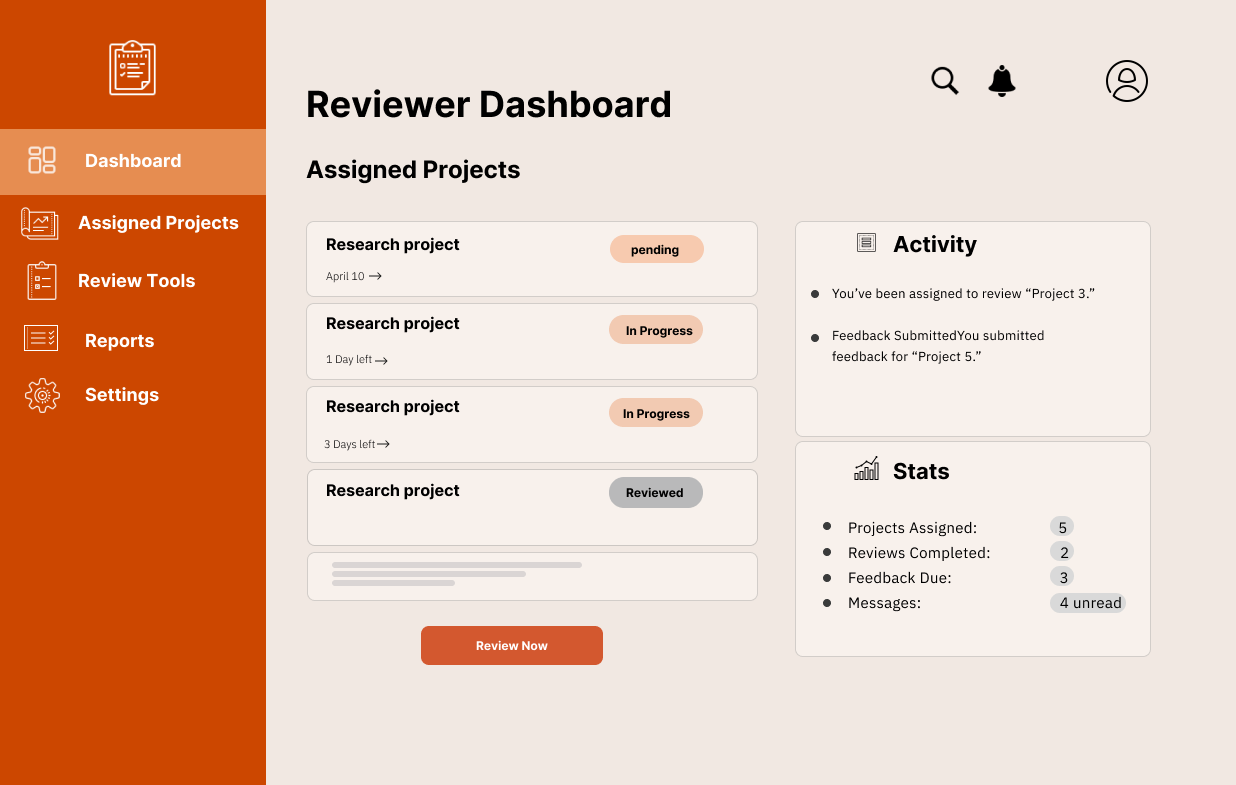 Dashboard
Assigned Projects
Review Tools
Reports
Settings
Reviewer Dashboard
Assigned Projects
Research project
pending
April 10
Research project
In Progress
1 Day left
Research project
In Progress
3 Days left
Research project
Reviewed
Review Now
Activity
You’ve been assigned to review “Project 3.”
Feedback SubmittedYou submitted
feedback for “Project 5.”
Stats
Projects Assigned: 5
Reviews Completed: 2
Feedback Due: 3
Messages: 4 unread